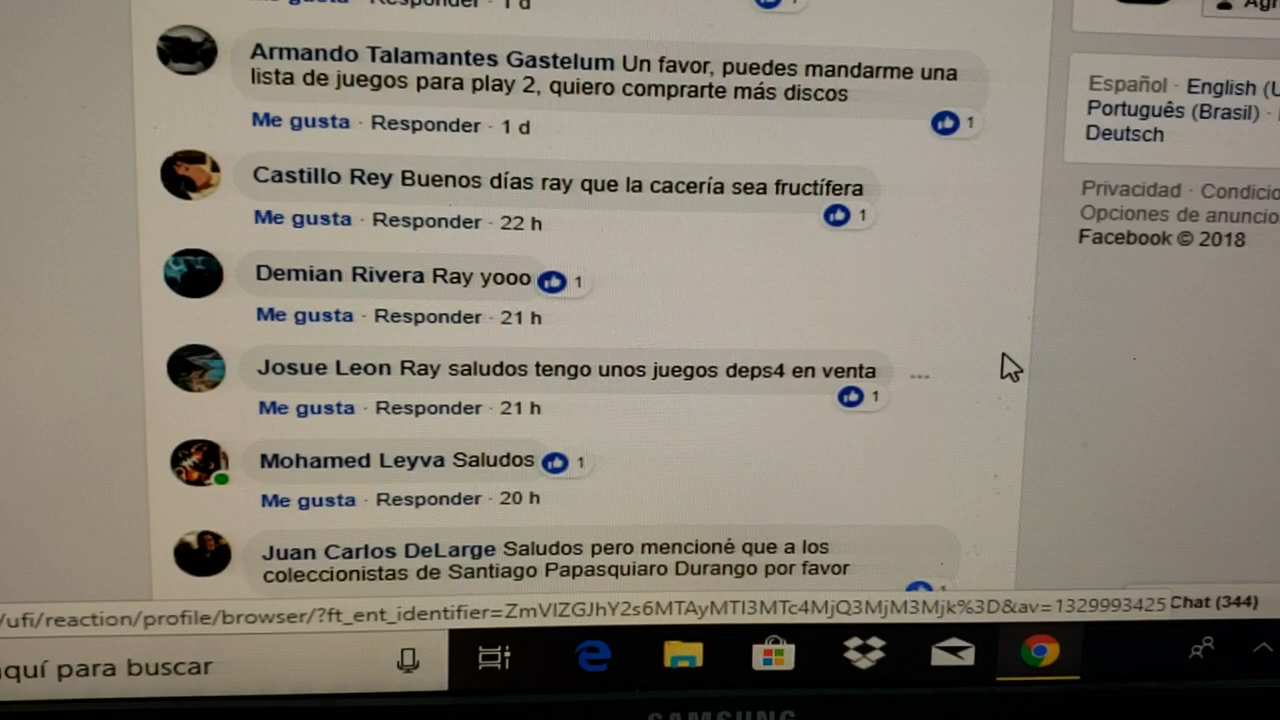 Me gusta · Responder · 1 d
Armando Talamantes Gastelum Un favor, puedes mandarme una
lista de juegos para play 2, quiero comprarte más discos
Me gusta · Responder · 1 d
1
Castillo Rey Buenos días ray que la cacería sea fructífera
1
Me gusta · Responder · 22 h
Demian Rivera Ray yooo 1
Me gusta · Responder · 21 h
Josue Leon Ray saludos tengo unos juegos deps4 en venta ...
1
Me gusta · Responder · 21 h
Mohamed Leyva Saludos 1
Me gusta · Responder · 20 h
Juan Carlos DeLarge Saludos pero mencioné que a los
coleccionistas de Santiago Papasquiaro Durango por favor
Español · English (U
Português (Brasil) ·
Deutsch
Privacidad · Condicio
Opciones de anuncio
Facebook © 2018
/ufi/reaction/profile/browser/?ft_ent_identifier=ZmVlZGJhY2s6MTAyMTI3MTc4MjQ3MjM3Mjk%3D&av=1329993425
Chat (344)
aquí para buscar
SAMSUNG